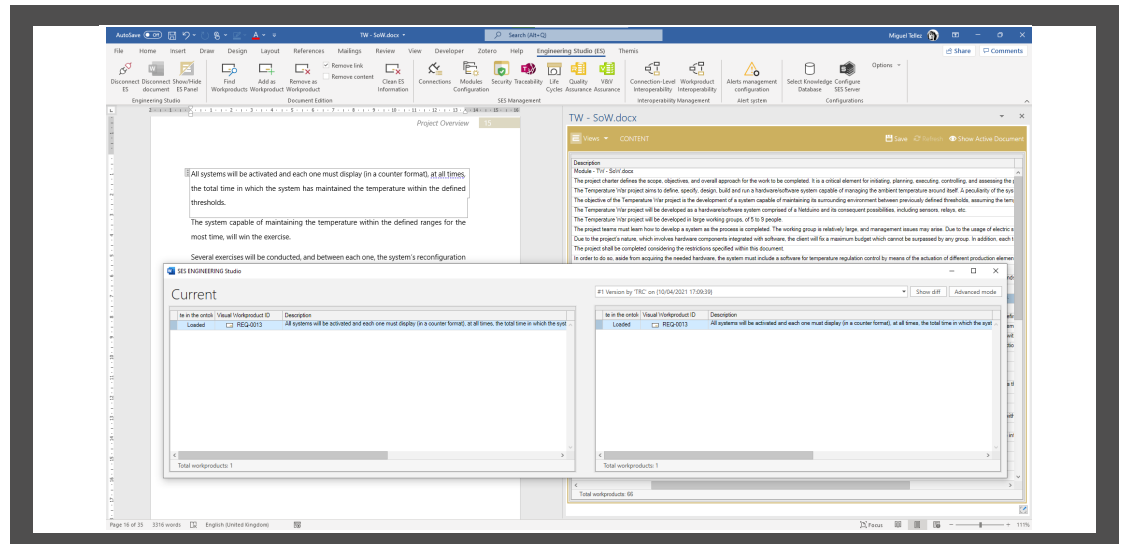 AutoSave Off TW - SoW.docx Search (Alt+Q) Miguel Tellez
File Home Insert Draw Design Layout References Mailings Review View Developer Zotero Help Engineering Studio (ES) Themis Share Comments
Disconnect ES
Disconnect document
Show/Hide ES Panel
Engineering Studio
Find Workproducts
Add as Workproduct
Remove as Workproduct
Remove link
Remove content
Clean ES Information
Document Edition
Connections
Modules Configuration
Security
Traceability
Life Cycles
Quality Assurance
V&V Assurance
SES Management
Connection-Level Interoperability
Workproduct Interoperability
Interoperability Management
Alerts management configuration
Alert system
Select Knowledge Database
Configure SES Server
Configurations
Options
Project Overview 15
All systems will be activated and each one must display (in a counter format), at all times,
the total time in which the system has maintained the temperature within the defined
thresholds.
The system capable of maintaining the temperature within the defined ranges for the
most time, will win the exercise.
Several exercises will be conducted, and between each one, the system's reconfiguration
TW - SoW.docx
Views CONTENT Save Refresh Show Active Document
Description
Module - TW - SoW.docx
The project charter defines the scope, objectives, and overall approach for the work to be completed. It is a critical element for initiating, planning, executing, controlling, and assessing the
The Temperature War project aims to define, specify, design, build and run a hardware/software system capable of managing the ambient temperature around itself. A peculiarity of the sys
The objective of the Temperature War project is the development of a system capable of maintaining its surrounding environment between previously defined thresholds, assuming the tem
The Temperature War project will be developed as a hardware/software system comprised of a Netduino and its consequent possibilities, including sensors, relays, etc.
The Temperature War project will be developed in large working groups, of 5 to 9 people.
The project teams must learn how to develop a system as the process is completed. The working group is relatively large, and management issues may arise. Due to the usage of electric s
Due to the project's nature, which involves hardware components integrated with software, the client will fix a maximum budget which cannot be surpassed by any group. In addition, each t
The project shall be completed considering the restrictions specified within this document.
In order to do so, aside from acquiring the needed hardware, the system must include a software for temperature regulation control by means of the actuation of different production elemen
SES ENGINEERING Studio
Current
#1 Version by 'TRC' on [10/04/2021 17:09:39] Show diff Advanced mode
te in the ontol Visual Workproduct ID Description
Loaded REQ-0013 All systems will be activated and each one must display (in a counter format), at all times, the total time in which the syst
Total workproducts: 1
te in the ontol Visual Workproduct ID Description
Loaded REQ-0013 All systems will be activated and each one must display (in a counter format), at all times, the total time in which the syst
Total workproducts: 1
Total workproducts: 66
Page 16 of 35 3316 words English (United Kingdom) Focus 111%